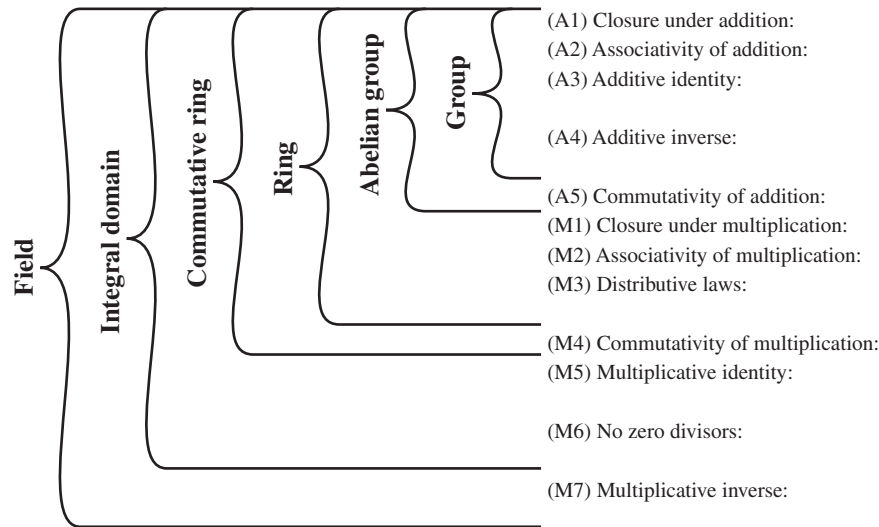 Field
Integral domain
Commutative ring
Ring
Abelian group
Group
(A1) Closure under addition:
(A2) Associativity of addition:
(A3) Additive identity:
(A4) Additive inverse:
(A5) Commutativity of addition:
(M1) Closure under multiplication:
(M2) Associativity of multiplication:
(M3) Distributive laws:
(M4) Commutativity of multiplication:
(M5) Multiplicative identity:
(M6) No zero divisors:
(M7) Multiplicative inverse: